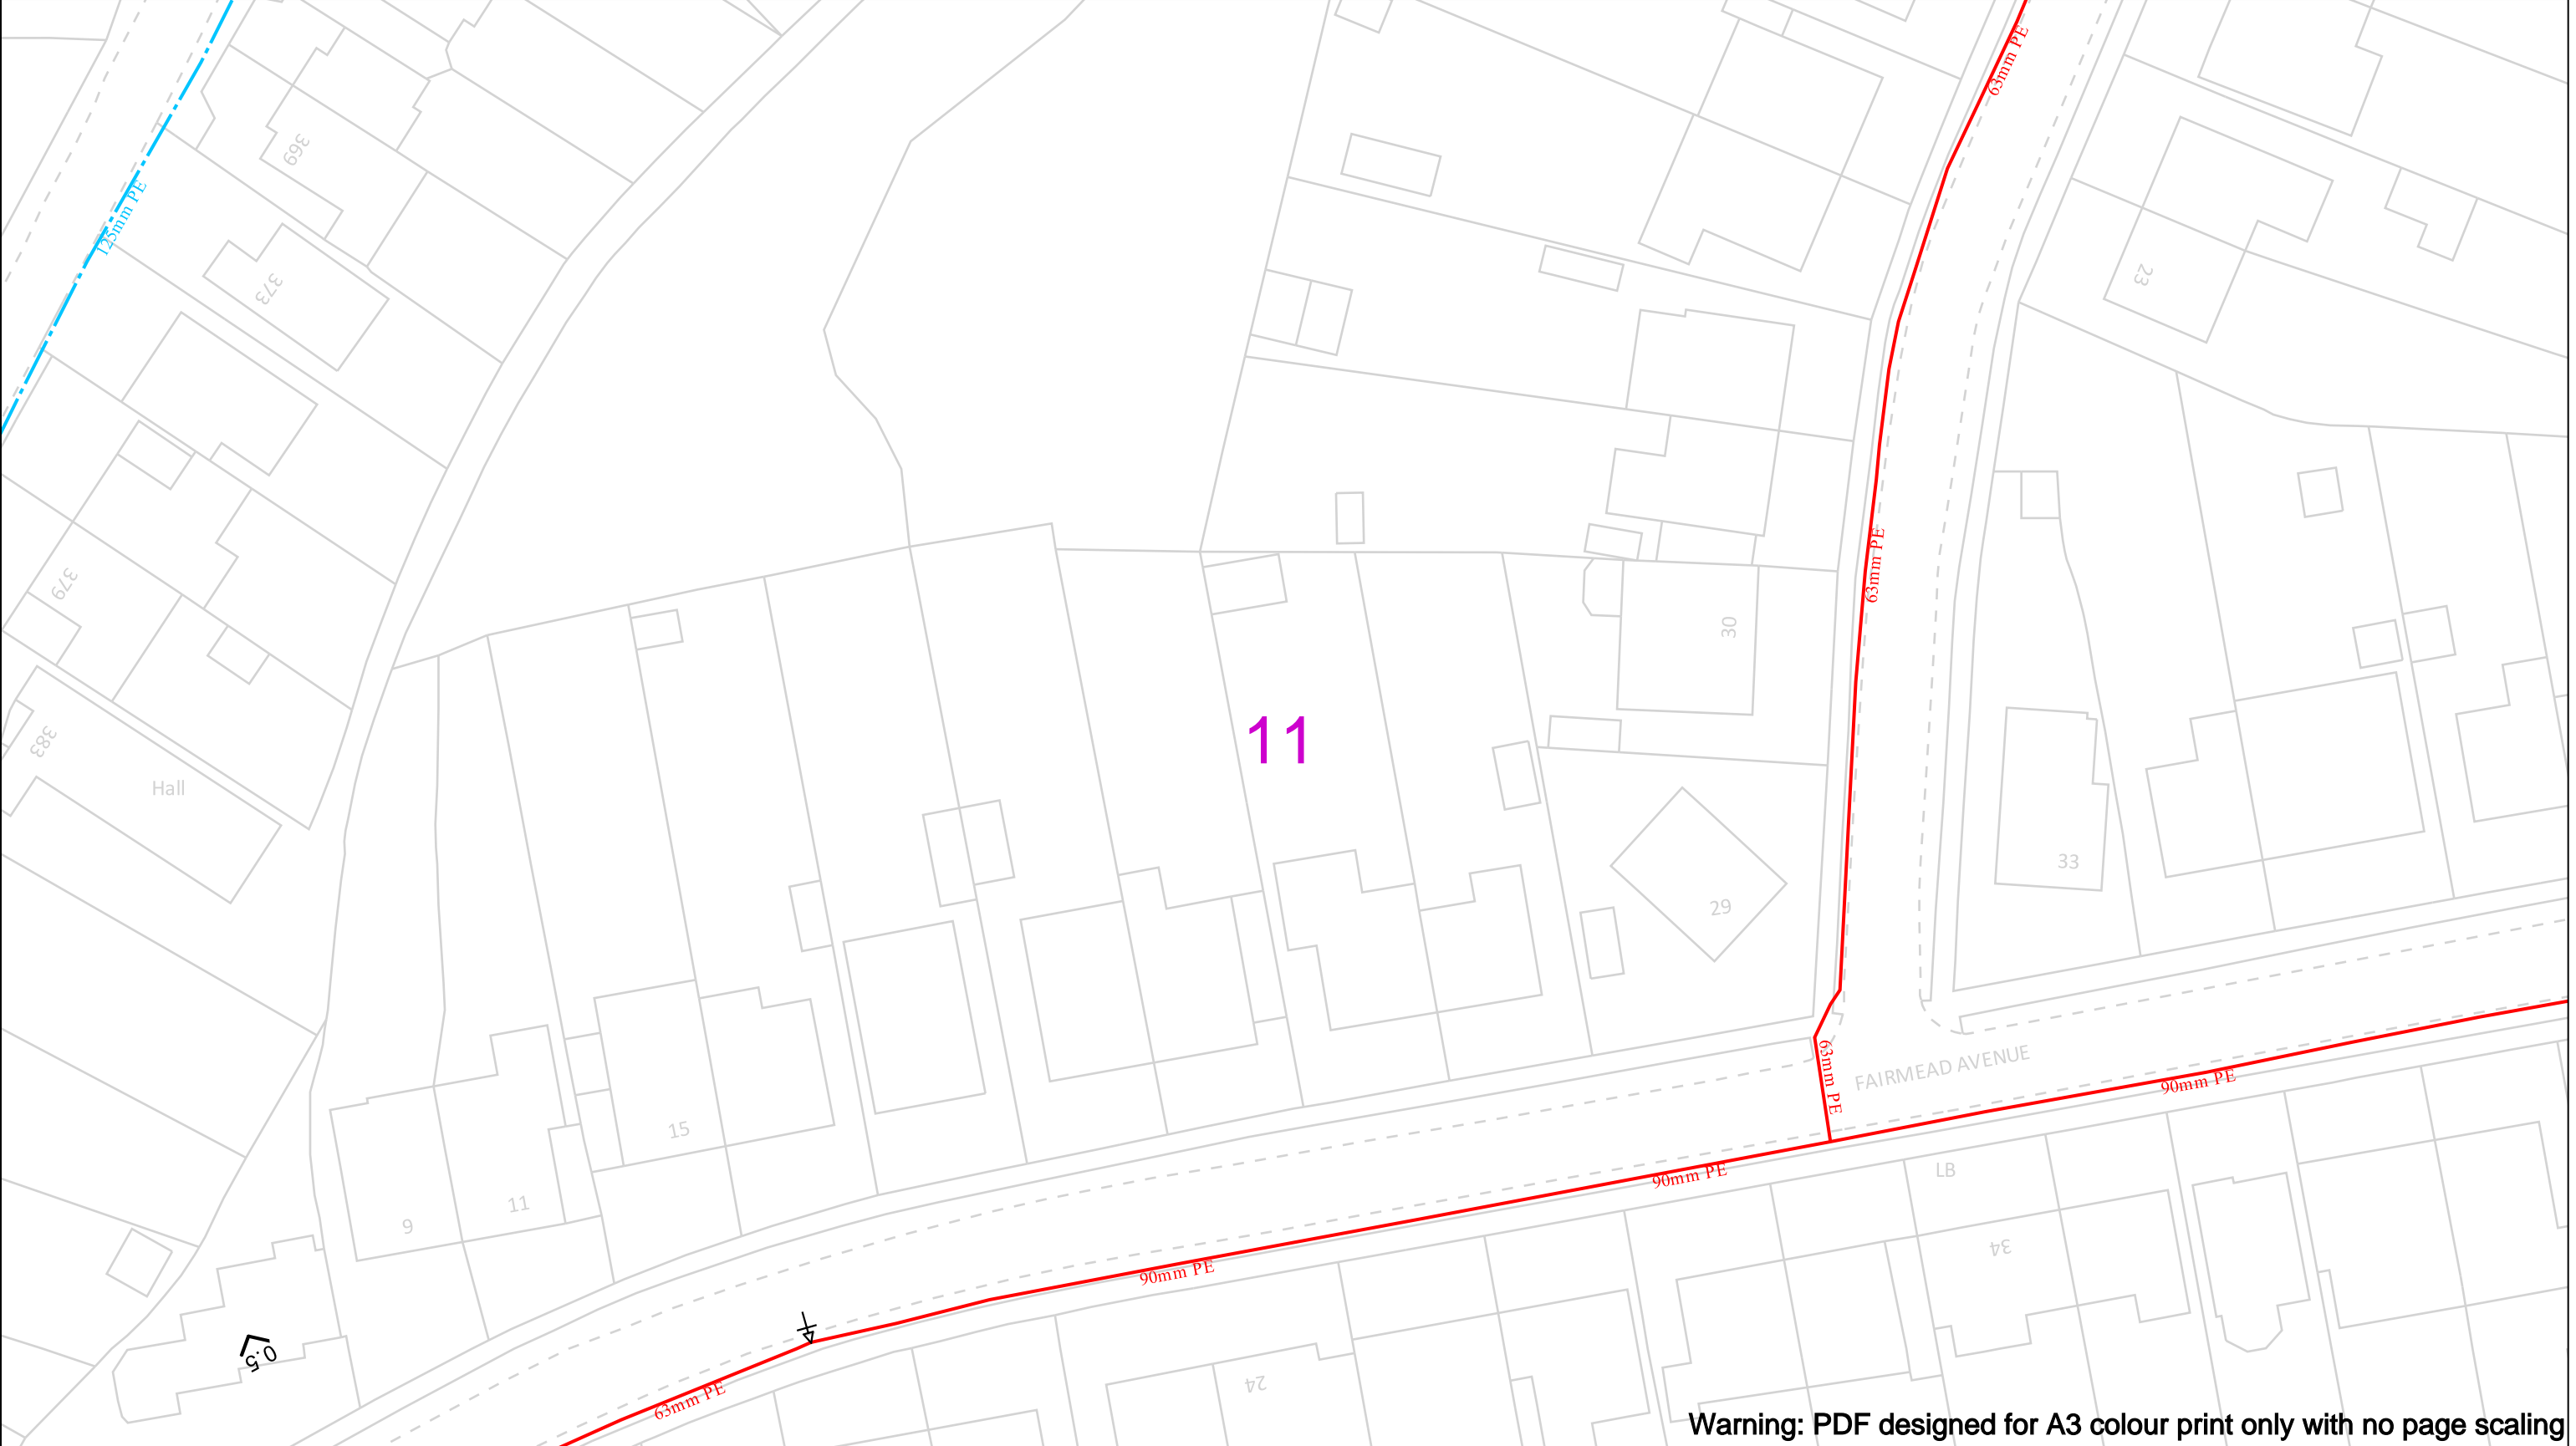 63mm PE
369
125mm PE
373
23
63mm PE
379
30
11
383
Hall
33
29
FAIRMEAD AVENUE
63mm PE
90mm PE
15
90mm PE
LB
11
9
34
90mm PE
0.5
24
63mm PE
Warning: PDF designed for A3 colour print only with no page scaling